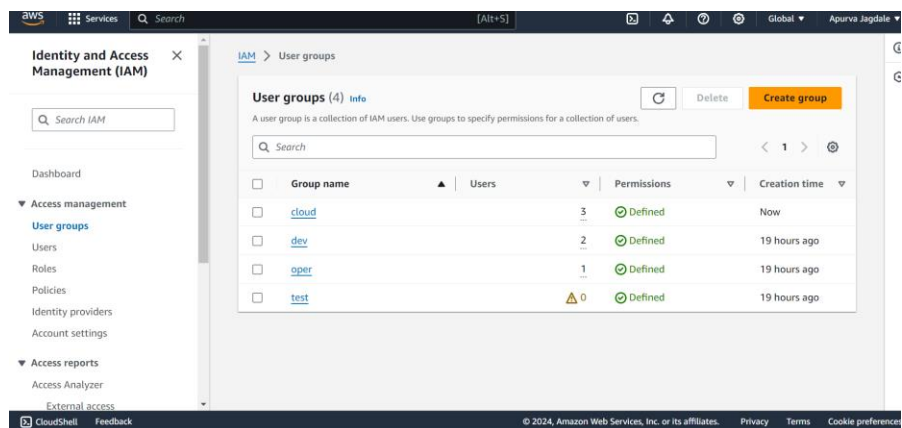 aws Services Search [Alt+S] Global Apurva Jagdale
Identity and Access Management (IAM)
Search IAM
Dashboard
Access management
User groups
Users
Roles
Policies
Identity providers
Account settings
Access reports
Access Analyzer
External access
IAM > User groups
User groups (4) Info
Delete
Create group
A user group is a collection of IAM users. Use groups to specify permissions for a collection of users.
Search
1
Group name Users Permissions Creation time
cloud 3 Defined Now
dev 2 Defined 19 hours ago
oper 1 Defined 19 hours ago
test 0 Defined 19 hours ago
CloudShell Feedback © 2024, Amazon Web Services, Inc. or its affiliates. Privacy Terms Cookie preferences